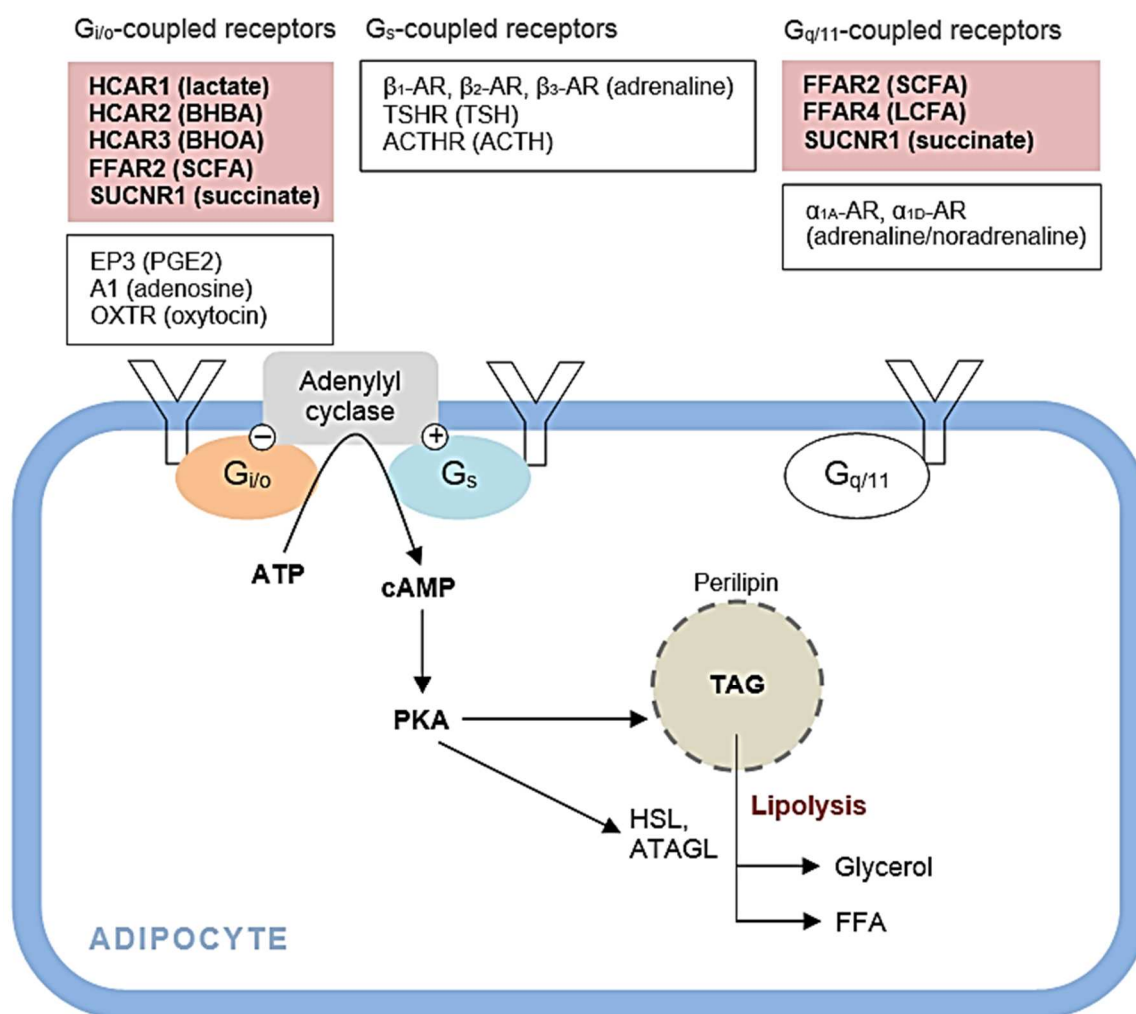 Gi/o-coupled receptors
HCAR1 (lactate)
HCAR2 (BHBA)
HCAR3 (BHOA)
FFAR2 (SCFA)
SUCNR1 (succinate)
EP3 (PGE2)
A1 (adenosine)
OXTR (oxytocin)
Gs-coupled receptors
β1-AR, β2-AR, β3-AR (adrenaline)
TSHR (TSH)
ACTHR (ACTH)
Gq/11-coupled receptors
FFAR2 (SCFA)
FFAR4 (LCFA)
SUCNR1 (succinate)
α1A-AR, α1D-AR
(adrenaline/noradrenaline)
Adenylyl
cyclase
−
+
Gi/o
Gs
Gq/11
ATP
cAMP
PKA
Perilipin
TAG
Lipolysis
HSL,
ATAGL
Glycerol
FFA
ADIPOCYTE